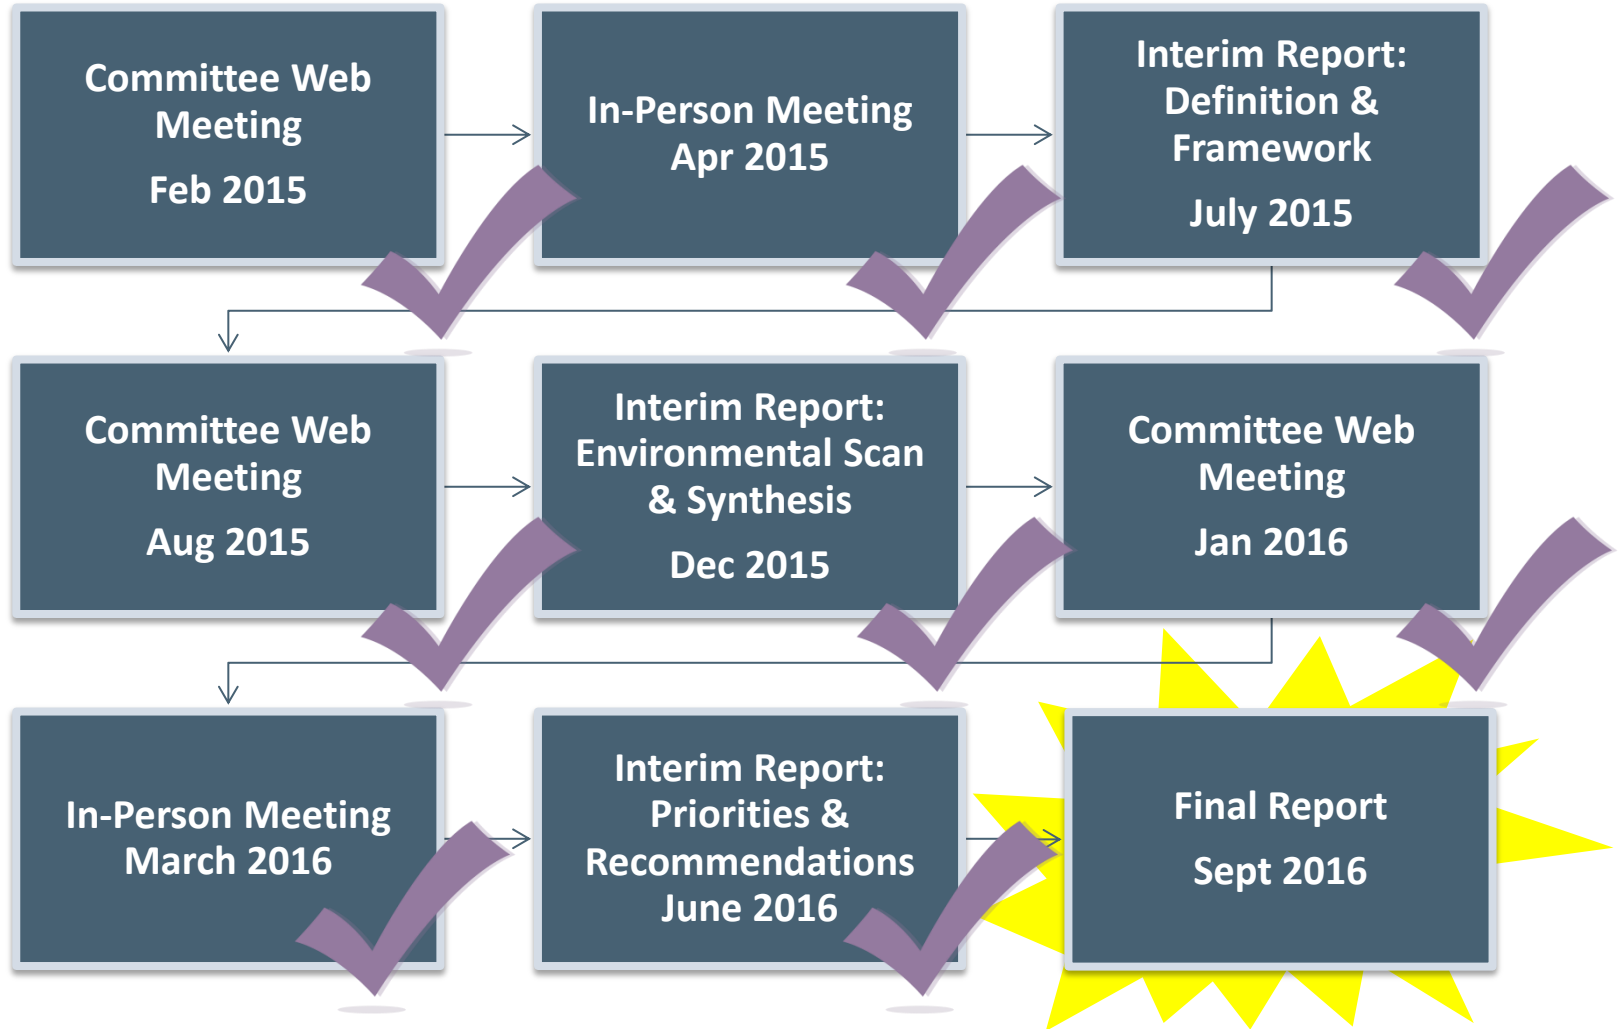 Committee Web
Meeting
Feb 2015
In-Person Meeting
Apr 2015
Interim Report:
Definition &
Framework
July 2015
Committee Web
Meeting
Aug 2015
Interim Report:
Environmental Scan
& Synthesis
Dec 2015
Committee Web
Meeting
Jan 2016
In-Person Meeting
March 2016
Interim Report:
Priorities &
Recommendations
June 2016
Final Report
Sept 2016